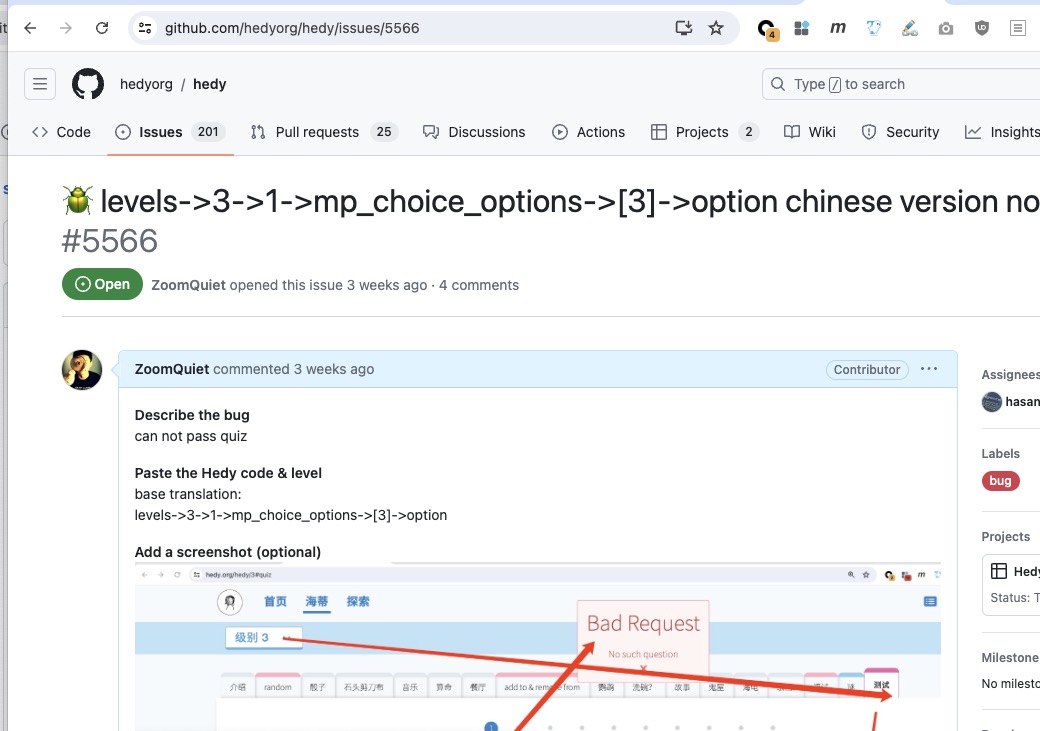 github.com/hedyorg/hedy/issues/5566
4
hedyorg / hedy
Type / to search
Code
Issues 201
Pull requests 25
Discussions
Actions
Projects 2
Wiki
Security
Insights
levels->3->1->mp_choice_options->[3]->option chinese version no
#5566
Open
ZoomQuiet opened this issue 3 weeks ago · 4 comments
ZoomQuiet commented 3 weeks ago
Contributor
Describe the bug
can not pass quiz
Paste the Hedy code & level
base translation:
levels->3->1->mp_choice_options->[3]->option
Add a screenshot (optional)
hedy.org/hedy/3#quiz
首页 海蒂 探索
Bad Request
No such question
级别 3
介绍 random 骰子 石头剪刀布 音乐 算命 餐厅 add to & remove from 鹦鹉 洗碗? 故事 鬼屋 测试
1
Assignees
hasan
Labels
bug
Projects
Hedy
Status: T
Milestone
No milesto